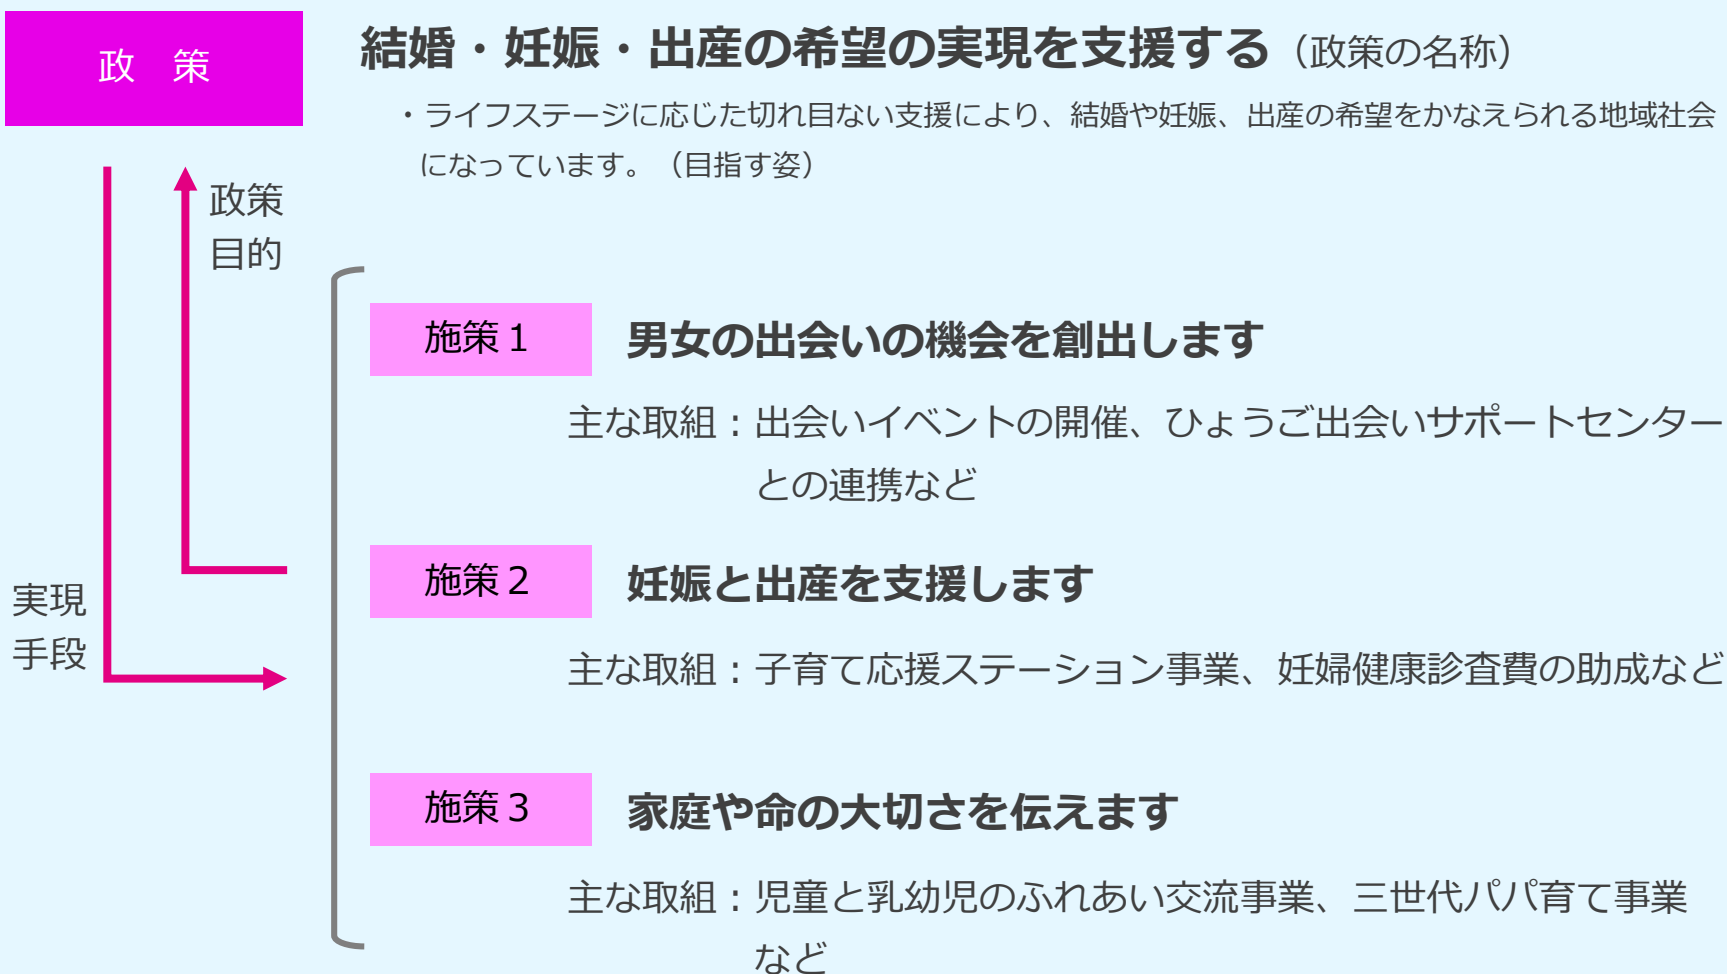 政　策
結婚・妊娠・出産の希望の実現を支援する（政策の名称）
・ライフステージに応じた切れ目ない支援により、結婚や妊娠、出産の希望をかなえられる地域社会
になっています。（目指す姿）
政策
目的
施策１
男女の出会いの機会を創出します
主な取組：出会いイベントの開催、ひょうご出会いサポートセンター
との連携など
施策２
妊娠と出産を支援します
実現
手段
主な取組：子育て応援ステーション事業、妊婦健康診査費の助成など
施策３
家庭や命の大切さを伝えます
主な取組：児童と乳幼児のふれあい交流事業、三世代パパ育て事業
など